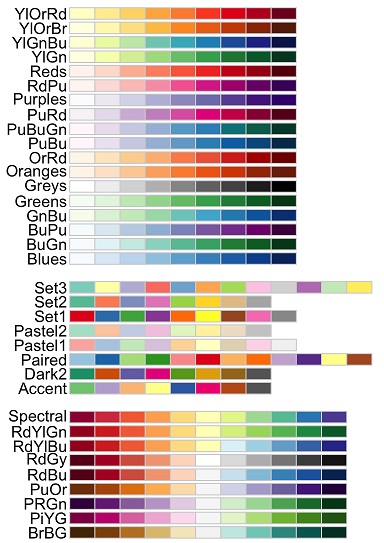 YlOrRd
YlOrBr
YlGnBu
YlGn
Reds
RdPu
Purples
PuRd
PuBuGn
PuBu
OrRd
Oranges
Greys
Greens
GnBu
BuPu
BuGn
Blues
Set3
Set2
Set1
Pastel2
Pastel1
Paired
Dark2
Accent
Spectral
RdYlGn
RdYlBu
RdGy
RdBu
PuOr
PRGn
PiYG
BrBG